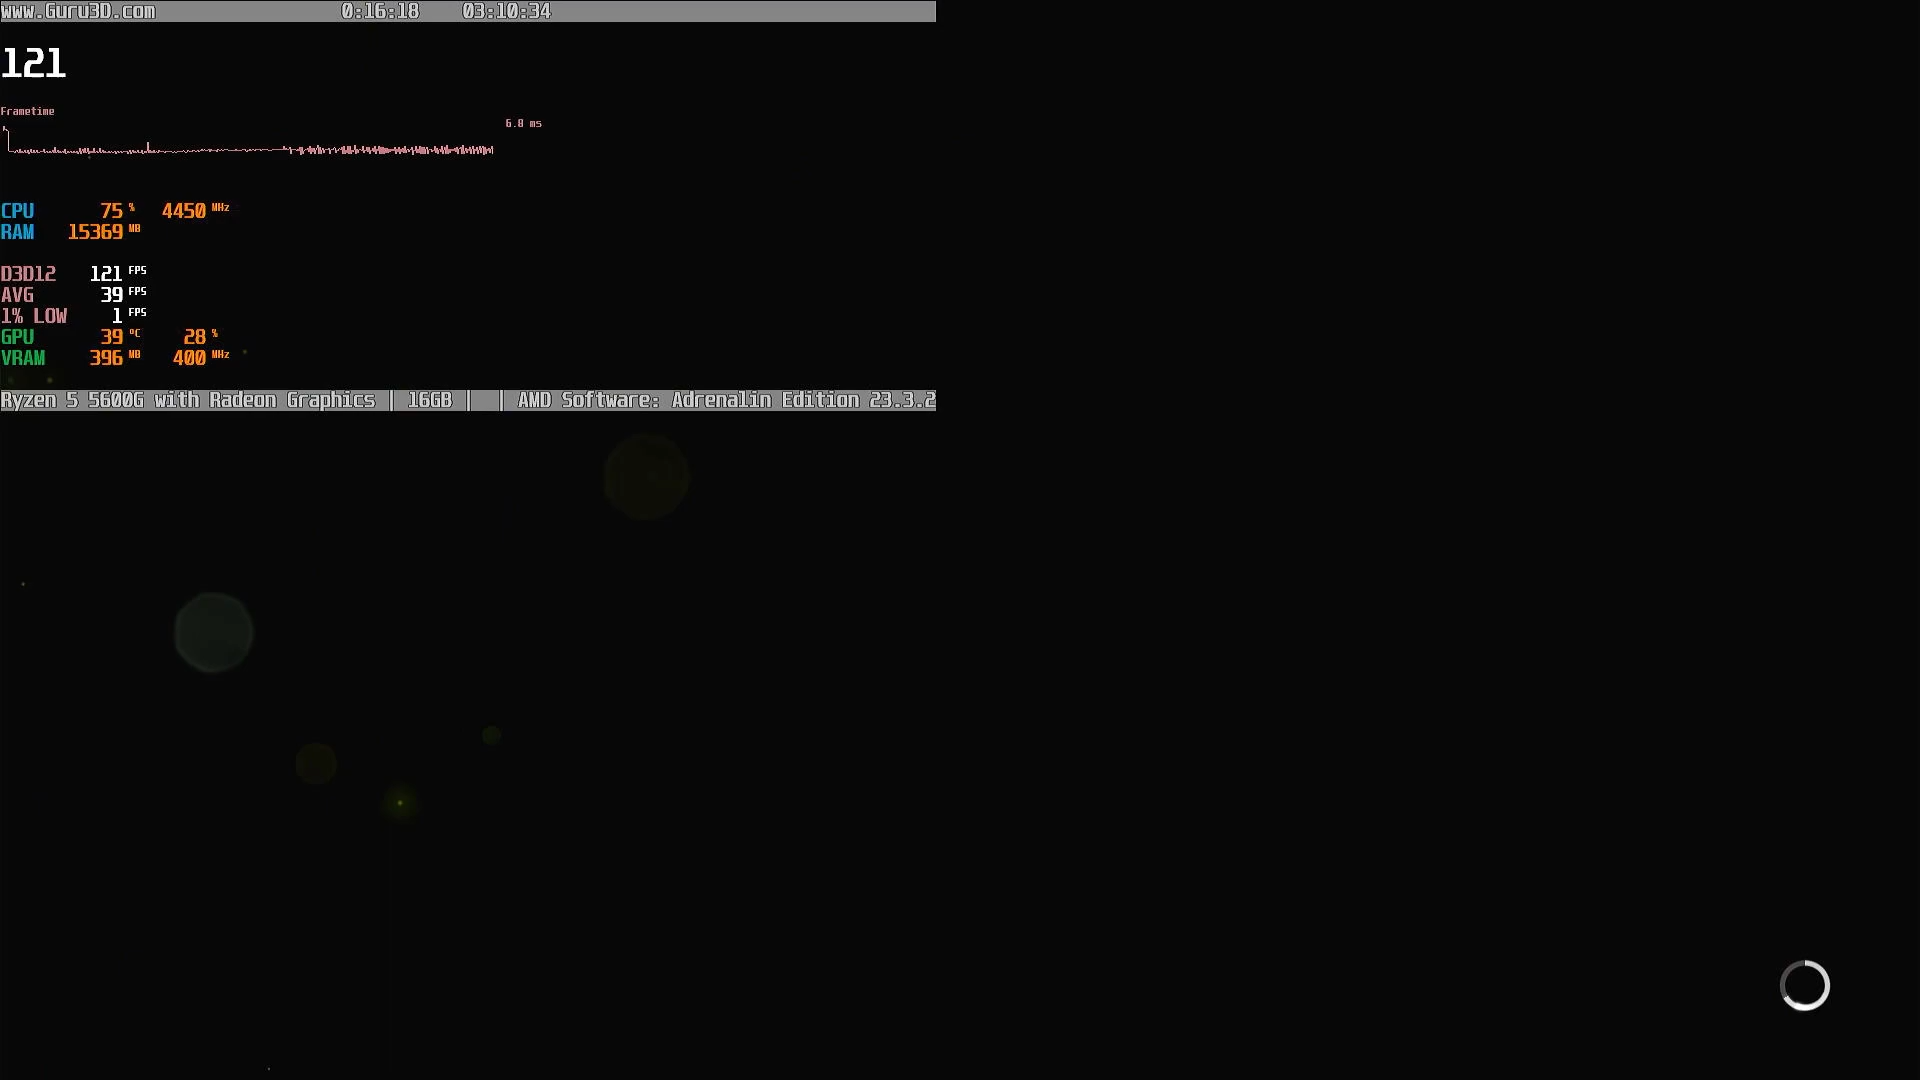 www.Guru3D.com 0:16:18 03:10:34
121
Frametime
6.8 ms
CPU 75 % 4450 MHz
RAM 15369 MB
D3D12 121 FPS
AVG 39 FPS
1% LOW 1 FPS
GPU 39 °C 28 %
VRAM 396 MB 400 MHz
Ryzen 5 5600G with Radeon Graphics | 16GB | | AMD Software: Adrenalin Edition 23.3.2